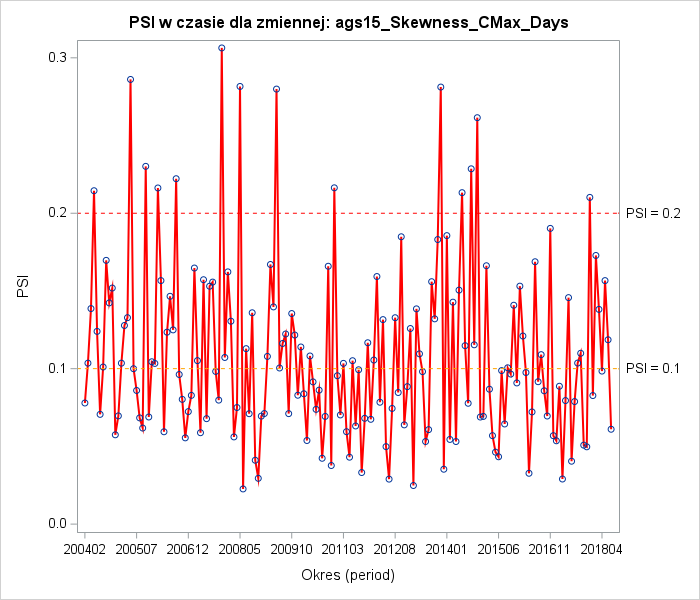 PSI w czasie dla zmiennej: ags15_Skewness_CMax_Days
0.3
0.2
0.1
0.0
PSI
PSI = 0.2
PSI = 0.1
200402 200507 200612 200805 200910 201103 201208 201401 201506 201611 201804
Okres (period)